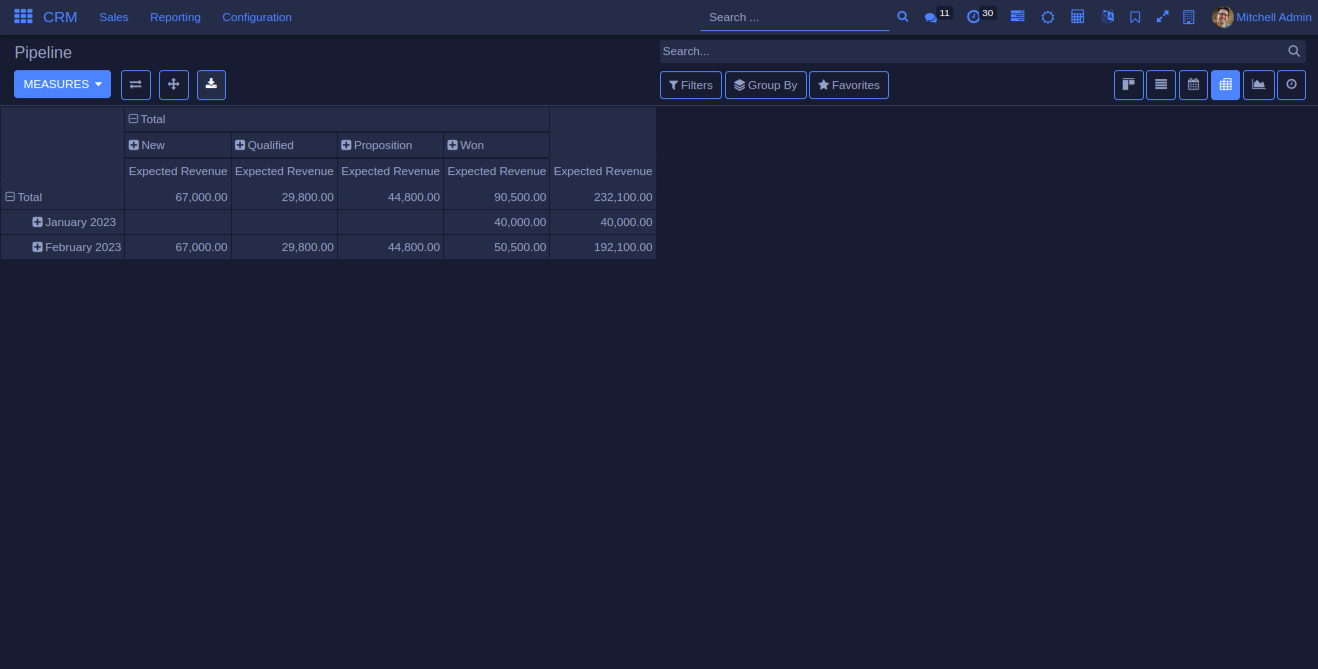 CRM Sales Reporting Configuration Search ... 11 30 Mitchell Admin
Pipeline Search...
MEASURES Filters Group By Favorites
Total
New Qualified Proposition Won
Expected Revenue Expected Revenue Expected Revenue Expected Revenue Expected Revenue
Total 67,000.00 29,800.00 44,800.00 90,500.00 232,100.00
January 2023 40,000.00 40,000.00
February 2023 67,000.00 29,800.00 44,800.00 50,500.00 192,100.00